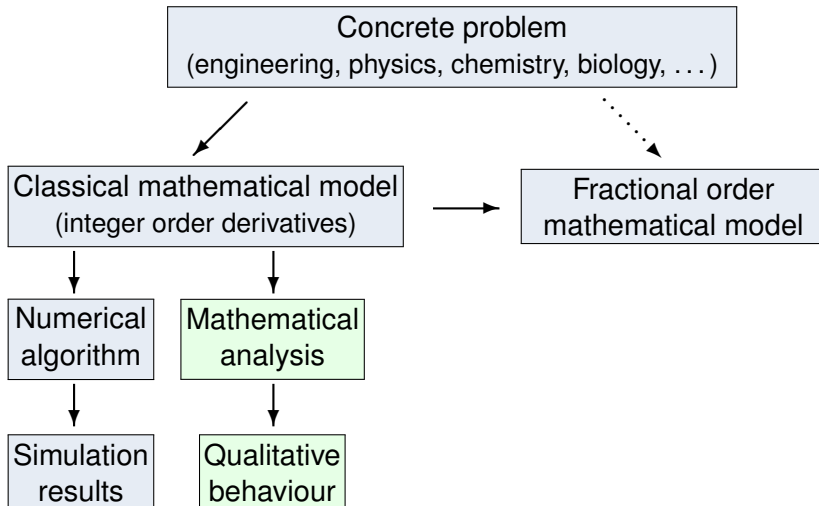 Concrete problem
(engineering, physics, chemistry, biology, . . . )
Classical mathematical model
(integer order derivatives)
Fractional order
mathematical model
Numerical
algorithm
Mathematical
analysis
Simulation
results
Qualitative
behaviour